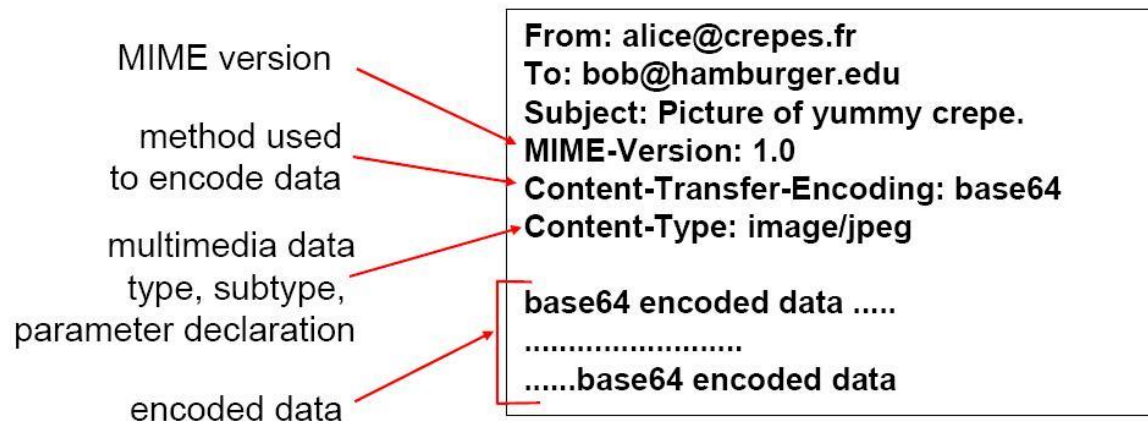 MIME version
method used
to encode data
multimedia data
type, subtype,
parameter declaration
encoded data
From: alice@crepes.fr
To: bob@hamburger.edu
Subject: Picture of yummy crepe.
MIME-Version: 1.0
Content-Transfer-Encoding: base64
Content-Type: image/jpeg
base64 encoded data .....
.........................
......base64 encoded data